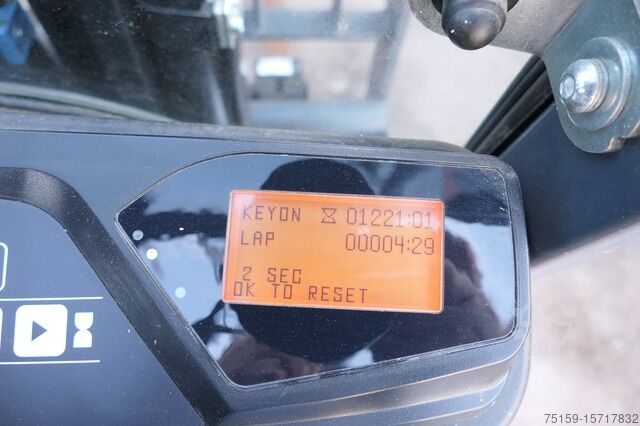 KEYON 01221:01
LAP 00004:29
2 SEC
OK TO RESET
75159-15717832